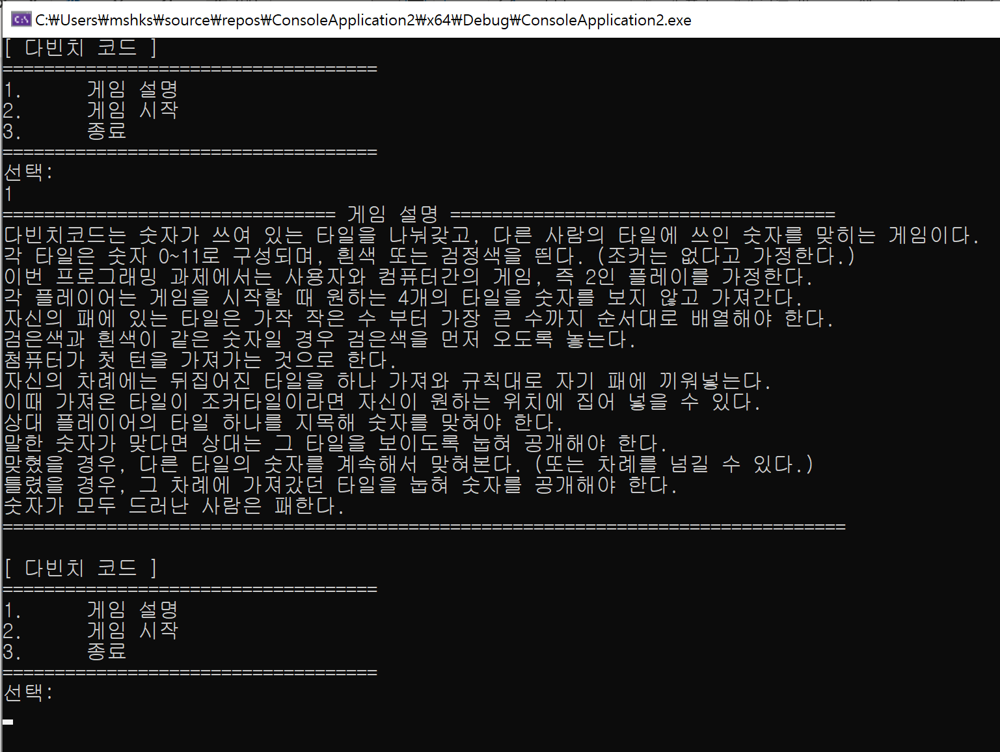 C:₩Users₩mshks₩source₩repos₩ConsoleApplication2₩x64₩Debug₩ConsoleApplication2.exe
[ 다빈치 코드 ]
====================================
1. 게임 설명
2. 게임 시작
3. 종료
====================================
선택:
1
================================ 게임 설명 =====================================
다빈치코드는 숫자가 쓰여 있는 타일을 나눠갖고, 다른 사람의 타일에 쓰인 숫자를 맞히는 게임이다.
각 타일은 숫자 0~11로 구성되며, 흰색 또는 검정색을 띈다. (조커는 없다고 가정한다.)
이번 프로그래밍 과제에서는 사용자와 컴퓨터간의 게임, 즉 2인 플레이를 가정한다.
각 플레이어는 게임을 시작할 때 원하는 4개의 타일을 숫자를 보지 않고 가져간다.
자신의 패에 있는 타일은 가작 작은 수 부터 가장 큰 수까지 순서대로 배열해야 한다.
검은색과 흰색이 같은 숫자일 경우 검은색을 먼저 오도록 놓는다.
첨퓨터가 첫 턴을 가져가는 것으로 한다.
자신의 차례에는 뒤집어진 타일을 하나 가져와 규칙대로 자기 패에 끼워넣는다.
이때 가져온 타일이 조커타일이라면 자신이 원하는 위치에 집어 넣을 수 있다.
상대 플레이어의 타일 하나를 지목해 숫자를 맞혀야 한다.
말한 숫자가 맞다면 상대는 그 타일을 보이도록 눕혀 공개해야 한다.
맞혔을 경우, 다른 타일의 숫자를 계속해서 맞혀본다. (또는 차례를 넘길 수 있다.)
틀렸을 경우, 그 차례에 가져갔던 타일을 눕혀 숫자를 공개해야 한다.
숫자가 모두 드러난 사람은 패한다.
=================================================================================
[ 다빈치 코드 ]
====================================
1. 게임 설명
2. 게임 시작
3. 종료
====================================
선택: